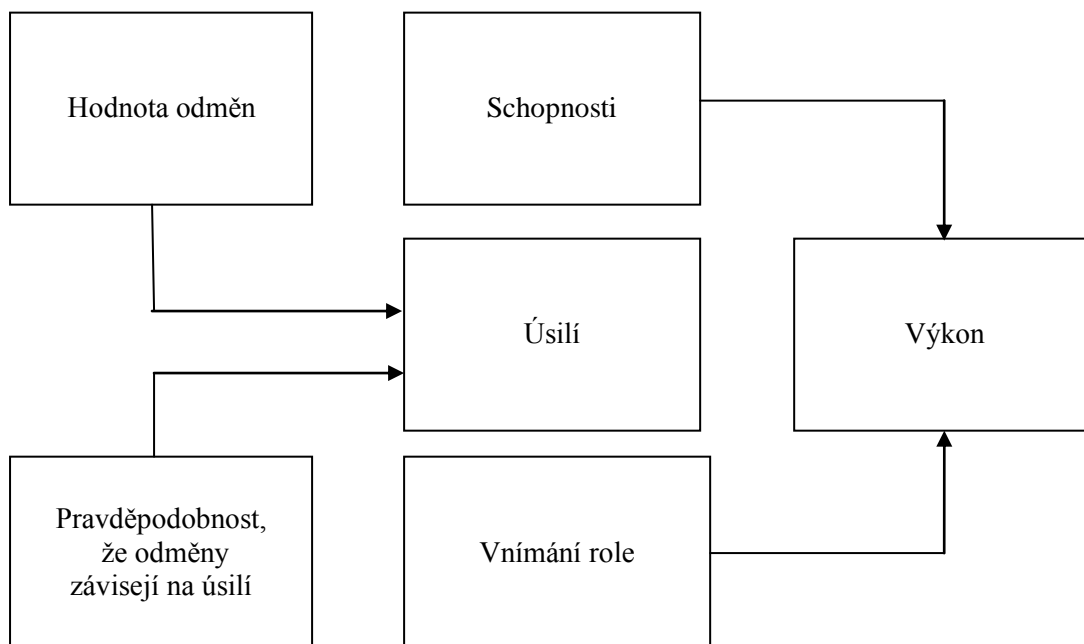 Hodnota odměn
Schopnosti
Úsilí
Výkon
Pravděpodobnost,
že odměny
závisejí na úsilí
Vnímání role